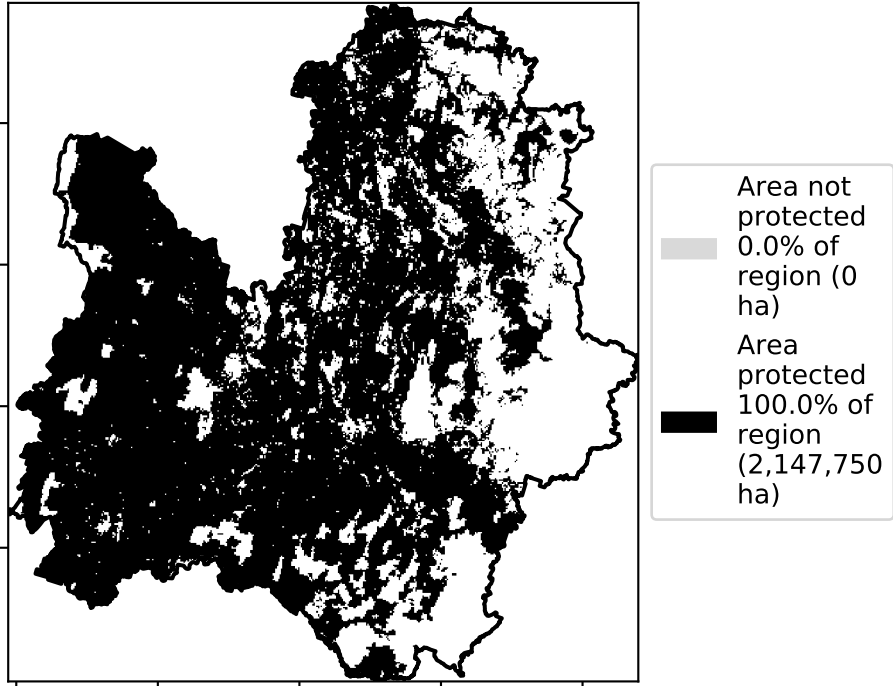 Area not
protected
0.0% of
region (0
ha)
Area
protected
100.0% of
region
(2,147,750
ha)